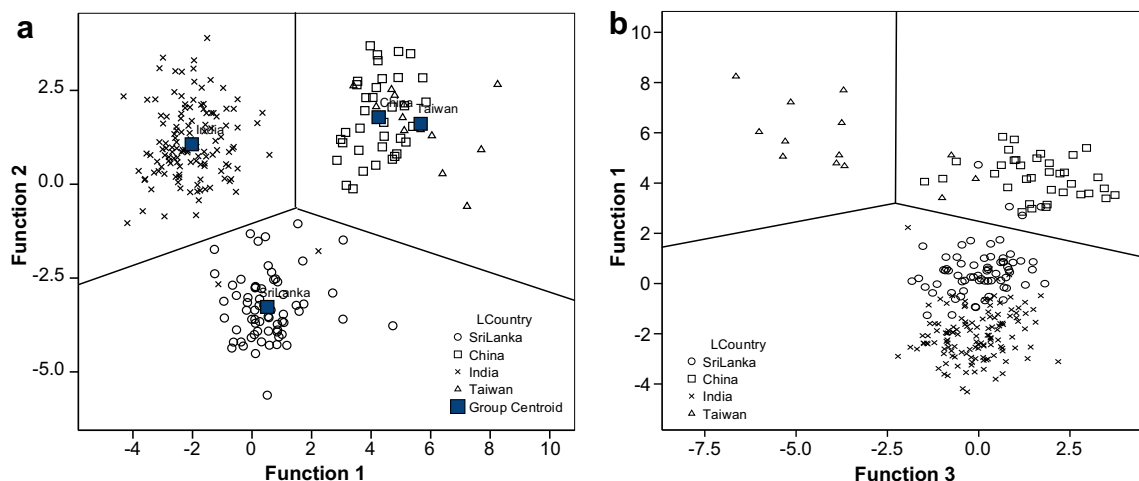 a
Function 2
2.5
0.0
-2.5
-5.0
India
China
Taiwan
SriLanka
LCountry
SriLanka
China
India
Taiwan
Group Centroid
-4 -2 0 2 4 6 8 10
Function 1
b
Function 1
10
8
6
4
2
0
-2
-4
LCountry
SriLanka
China
India
Taiwan
-7.5 -5.0 -2.5 0.0 2.5
Function 3